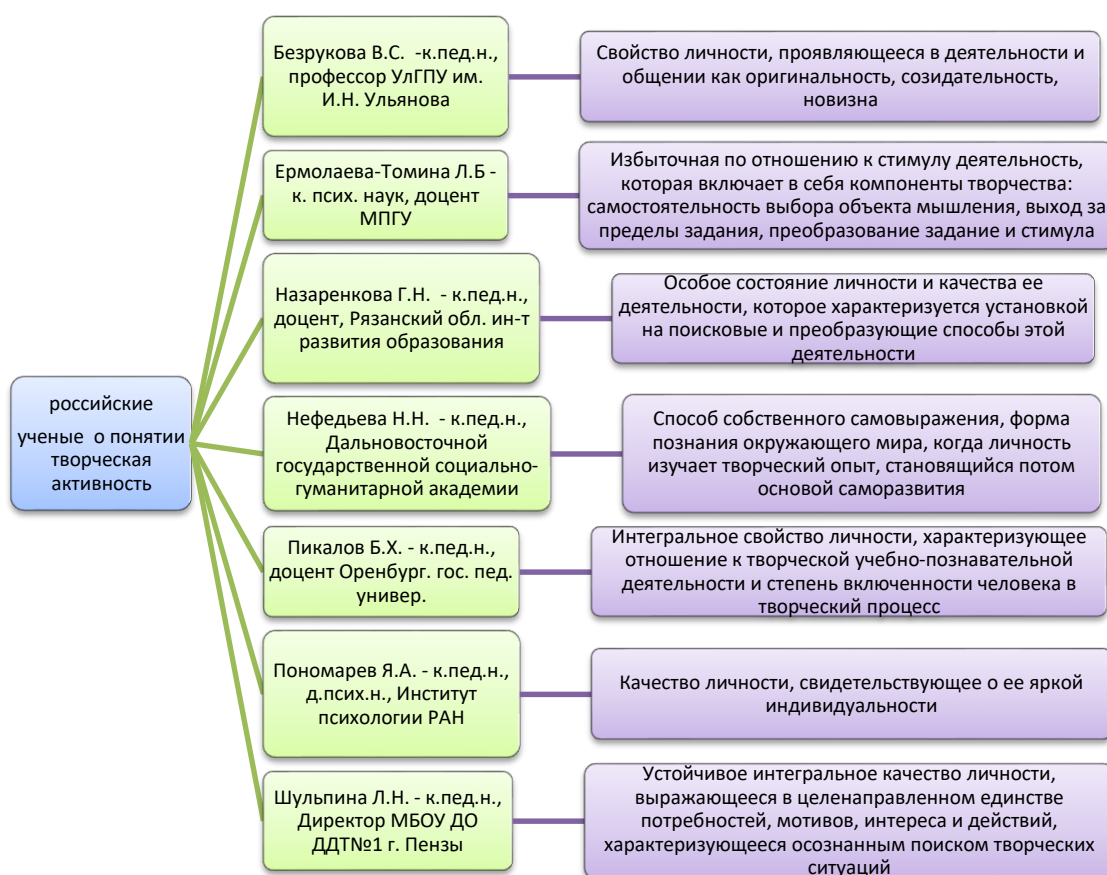 Безрукова В.С. -к.пед.н.,
профессор УлГПУ им.
И.Н. Ульянова
Свойство личности, проявляющееся в деятельности и
общении как оригинальность, созидательность,
новизна
Ермолаева-Томина Л.Б -
к. псих. наук, доцент
МПГУ
Избыточная по отношению к стимулу деятельность,
которая включает в себя компоненты творчества:
самостоятельность выбора объекта мышления, выход за
пределы задания, преобразование задание и стимула
Назаренкова Г.Н. - к.пед.н.,
доцент, Рязанский обл. ин-т
развития образования
Особое состояние личности и качества ее
деятельности, которое характеризуется установкой
на поисковые и преобразующие способы этой
деятельности
российские
ученые о понятии
творческая
активность
Нефедьева Н.Н. - к.пед.н.,
Дальновосточной
государственной социально-
гуманитарной академии
Способ собственного самовыражения, форма
познания окружающего мира, когда личность
изучает творческий опыт, становящийся потом
основой саморазвития
Пикалов Б.Х. - к.пед.н.,
доцент Оренбург. гос. пед.
универ.
Интегральное свойство личности, характеризующее
отношение к творческой учебно-познавательной
деятельности и степень включенности человека в
творческий процесс
Пономарев Я.А. - к.пед.н.,
д.псих.н., Институт
психологии РАН
Качество личности, свидетельствующее о ее яркой
индивидуальности
Шульпина Л.Н. - к.пед.н.,
Директор МБОУ ДО
ДДТ№1 г. Пензы
Устойчивое интегральное качество личности,
выражающееся в целенаправленном единстве
потребностей, мотивов, интереса и действий,
характеризующееся осознанным поиском творческих
ситуаций